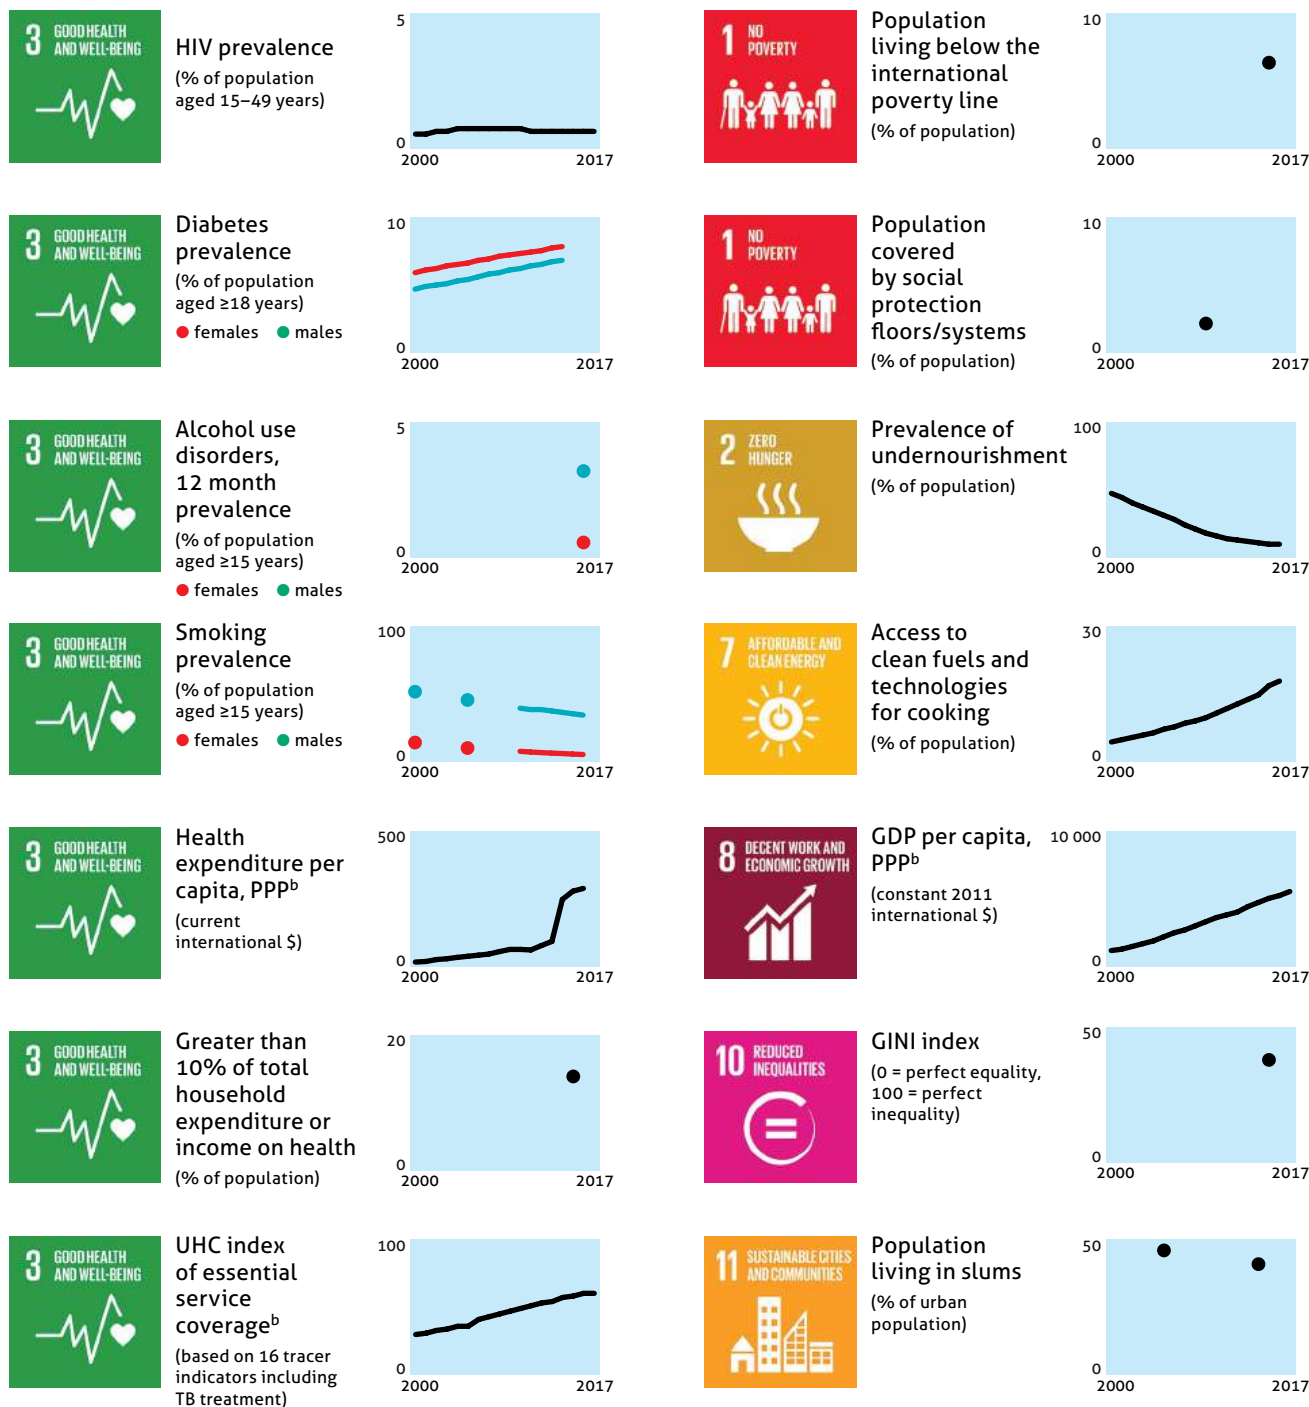 3 GOOD HEALTH
AND WELL-BEING
HIV prevalence
(% of population
aged 15–49 years)
5
0
2000 2017
3 GOOD HEALTH
AND WELL-BEING
Diabetes
prevalence
(% of population
aged ≥18 years)
females males
10
0
2000 2017
3 GOOD HEALTH
AND WELL-BEING
Alcohol use
disorders,
12 month
prevalence
(% of population
aged ≥15 years)
females males
5
0
2000 2017
3 GOOD HEALTH
AND WELL-BEING
Smoking
prevalence
(% of population
aged ≥15 years)
females males
100
0
2000 2017
3 GOOD HEALTH
AND WELL-BEING
Health
expenditure per
capita, PPPᵇ
(current
international $)
500
0
2000 2017
3 GOOD HEALTH
AND WELL-BEING
Greater than
10% of total
household
expenditure or
income on health
(% of population)
20
0
2000 2017
3 GOOD HEALTH
AND WELL-BEING
UHC index
of essential
service
coverageᵇ
(based on 16 tracer
indicators including
TB treatment)
100
0
2000 2017
1 NO
POVERTY
Population
living below the
international
poverty line
(% of population)
10
0
2000 2017
1 NO
POVERTY
Population
covered
by social
protection
floors/systems
(% of population)
10
0
2000 2017
2 ZERO
HUNGER
Prevalence of
undernourishment
(% of population)
100
0
2000 2017
7 AFFORDABLE AND
CLEAN ENERGY
Access to
clean fuels and
technologies
for cooking
(% of population)
30
0
2000 2017
8 DECENT WORK AND
ECONOMIC GROWTH
GDP per capita,
PPPᵇ
(constant 2011
international $)
10 000
0
2000 2017
10 REDUCED
INEQUALITIES
GINI index
(0 = perfect equality,
100 = perfect
inequality)
50
0
2000 2017
11 SUSTAINABLE CITIES
AND COMMUNITIES
Population
living in slums
(% of urban
population)
50
0
2000 2017